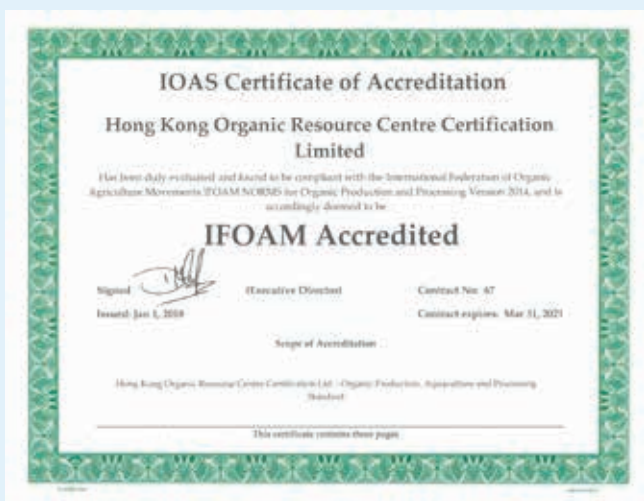 IOAS Certificate of Accreditation
Hong Kong Organic Resource Centre Certification
Limited
Has been duly evaluated and found to be compliant with the International Federation of Organic
Agriculture Movements IFOAM NORMS for Organic Production and Processing Version 2014, and is
accordingly deemed to be
IFOAM Accredited
Signed (Executive Director) Contract No: 67
Issued: Jan 1, 2018 Contract expires: Mar 31, 2021
Scope of Accreditation
Hong Kong Organic Resource Centre Certification Ltd. - Organic Production, Aquaculture and Processing
Standard
This certificate contains three pages